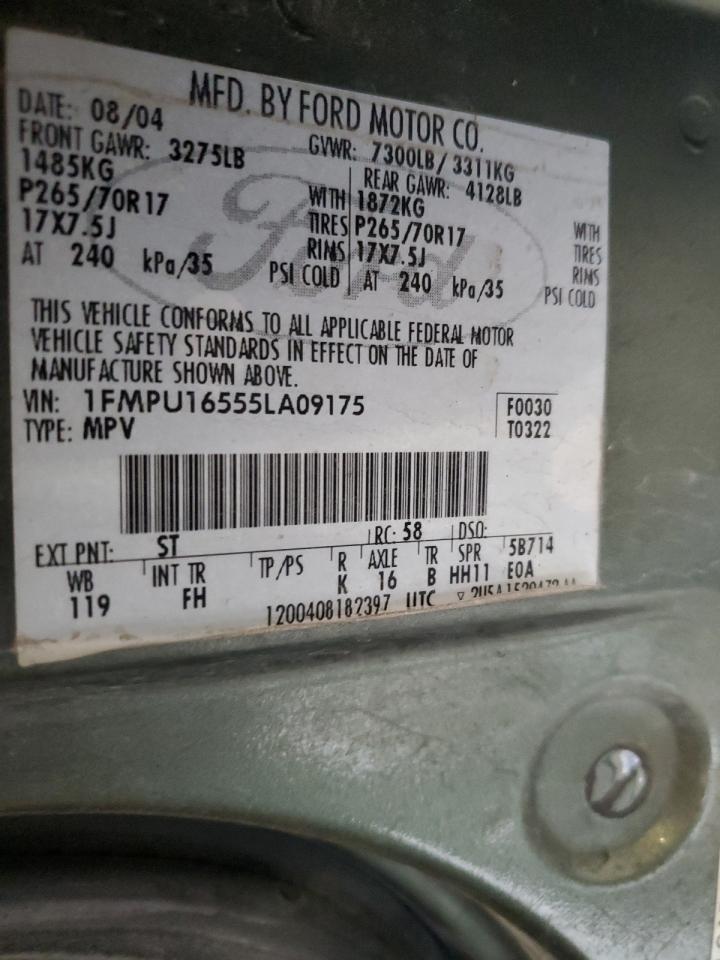 MFD. BY FORD MOTOR CO.
DATE: 08/04 GVWR: 7300LB/ 3311KG
FRONT GAWR: 3275LB REAR GAWR: 4128LB
1485KG WITH 1872KG WITH
P265/70R17 TIRES P265/70R17 TIRES
17X7.5J RIMS 17X7.5J RIMS
AT 240 kPa/35 PSI COLD AT 240 kPa/35 PSI COLD
THIS VEHICLE CONFORMS TO ALL APPLICABLE FEDERAL MOTOR
VEHICLE SAFETY STANDARDS IN EFFECT ON THE DATE OF
MANUFACTURE SHOWN ABOVE.
VIN: 1FMPU16555LA09175 F0030
TYPE: MPV T0322
EXT PNT: ST RC: 58 DSO:
WB INT TR TP/PS R AXLE TR SPR 5B714
119 FH K 16 B HH11 E0A
1200408182397 UTC
Ford